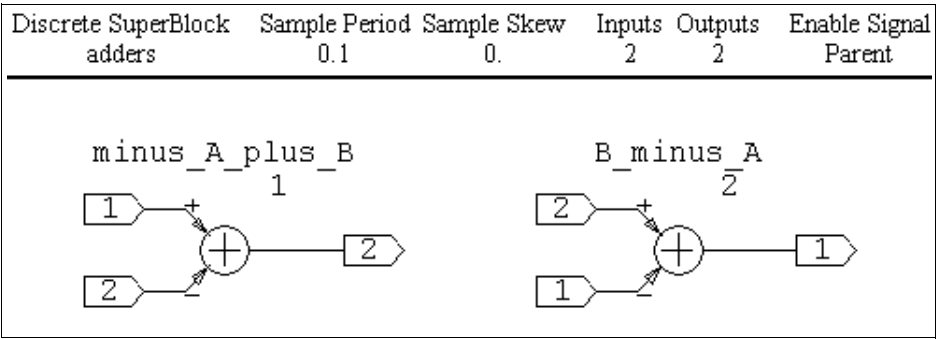 Discrete SuperBlock Sample Period Sample Skew Inputs Outputs Enable Signal
adders 0.1 0. 2 2 Parent
minus_A_plus_B
1
1 +
2
2 −
B_minus_A
2
2 +
1
1 −